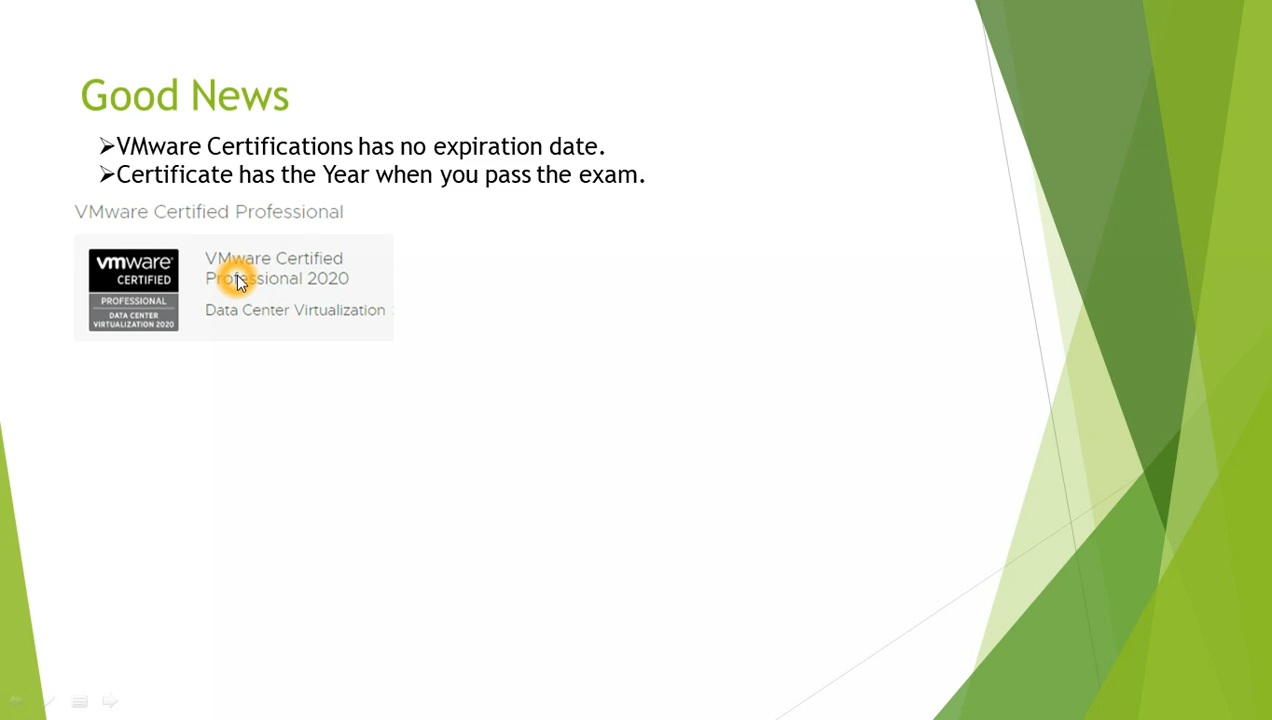 Good News
➢VMware Certifications has no expiration date.
➢Certificate has the Year when you pass the exam.
VMware Certified Professional
vmware®
CERTIFIED
PROFESSIONAL
DATA CENTER
VIRTUALIZATION 2020
VMware Certified
Professional 2020
Data Center Virtualization